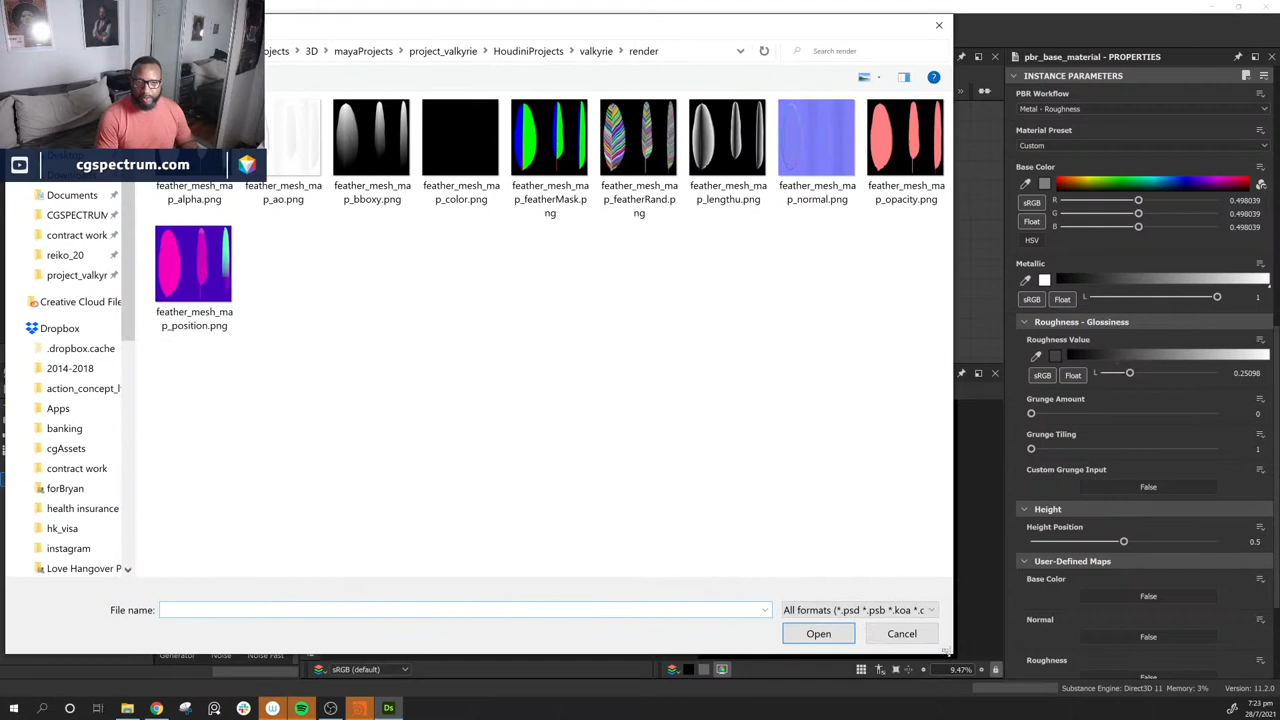 ojects
3D
mayaProjects
project_valkyrie
HoudiniProjects
valkyrie
render
Search render
pbr_base_material - PROPERTIES
INSTANCE PARAMETERS
PBR Workflow
Metal - Roughness
Material Preset
Custom
Base Color
sRGB
R
0.498039
G
0.498039
Float
B
0.498039
HSV
Metallic
sRGB
Float
L
1
Roughness - Glossiness
Roughness Value
sRGB
Float
L
0.25098
Grunge Amount
0
Grunge Tiling
1
Custom Grunge Input
False
Height
Height Position
0.5
User-Defined Maps
Base Color
False
Normal
False
Roughness
cgspectrum.com
feather_mesh_ma
p_alpha.png
feather_mesh_ma
p_ao.png
feather_mesh_ma
p_bboxy.png
feather_mesh_ma
p_color.png
feather_mesh_ma
p_featherMask.p
ng
feather_mesh_ma
p_featherRand.p
ng
feather_mesh_ma
p_lengthu.png
feather_mesh_ma
p_normal.png
feather_mesh_ma
p_opacity.png
feather_mesh_ma
p_position.png
Documents
CGSPECTRUM
contract work
reiko_20
project_valkyr
Creative Cloud File
Dropbox
.dropbox.cache
2014-2018
action_concept_l
Apps
banking
cgAssets
contract work
forBryan
health insurance
hk_visa
instagram
Love Hangover P
File name:
All formats (*.psd *.psb *.koa *.c
Open
Cancel
Generator
Noise
Noise Fast
sRGB (default)
9.47%
Substance Engine: Direct3D 11 Memory: 3%
Version: 11.2.0
Ds
7:23 pm
28/7/2021